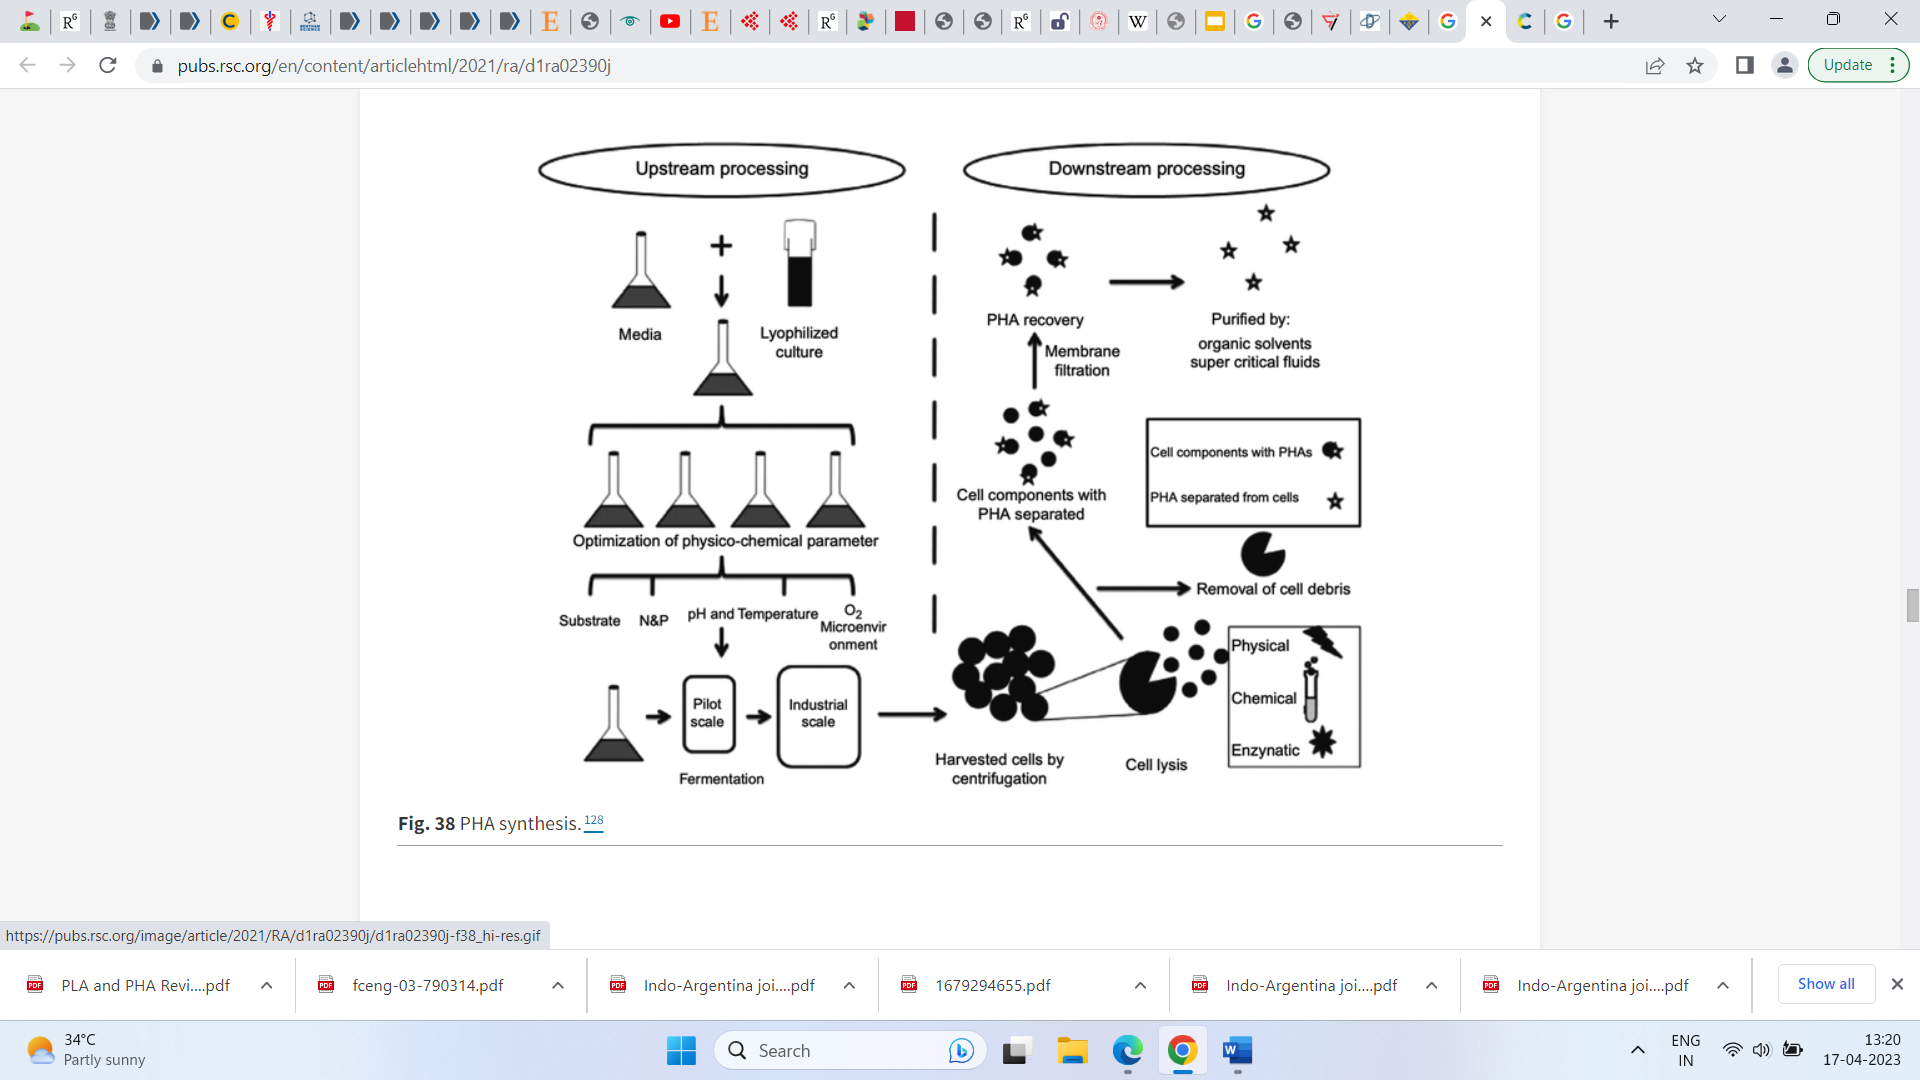 pubs.rsc.org/en/content/articlehtml/2021/ra/d1ra02390j
Update
Upstream processing
Downstream processing
Media
Lyophilized
culture
Optimization of physico-chemical parameter
Substrate
N&P
pH and Temperature
O2
Microenvir
onment
Pilot
scale
Industrial
scale
Fermentation
PHA recovery
Purified by:
organic solvents
super critical fluids
Membrane
filtration
Cell components with
PHA separated
Cell components with PHAs
PHA separated from cells
Removal of cell debris
Physical
Chemical
Enzynatic
Harvested cells by
centrifugation
Cell lysis
Fig. 38 PHA synthesis.128
https://pubs.rsc.org/image/article/2021/RA/d1ra02390j/d1ra02390j-f38_hi-res.gif
PLA and PHA Revi....pdf
fceng-03-790314.pdf
Indo-Argentina joi....pdf
1679294655.pdf
Indo-Argentina joi....pdf
Indo-Argentina joi....pdf
Show all
34°C
Partly sunny
Search
ENG
IN
13:20
17-04-2023